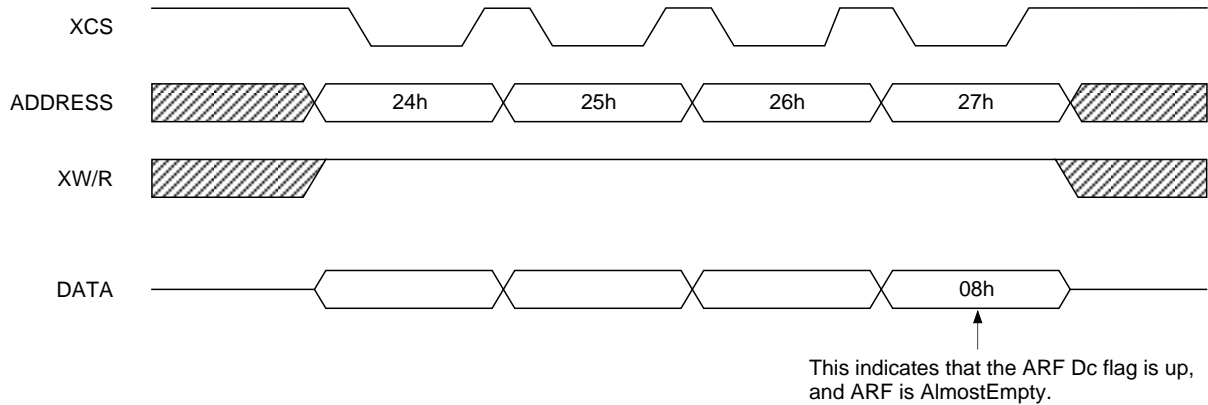 XCS
ADDRESS 24h 25h 26h 27h
XW/R
DATA 08h
This indicates that the ARF Dc flag is up,
and ARF is AlmostEmpty.